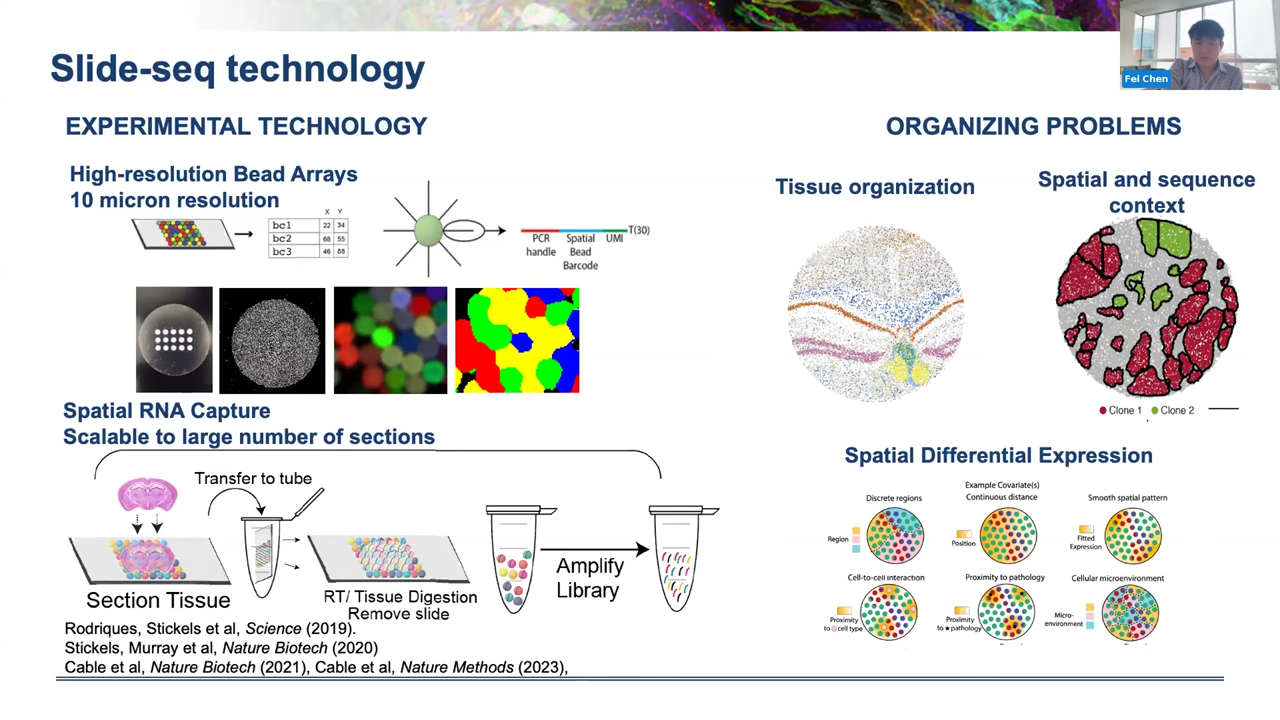 Fei Chen
Slide-seq technology
EXPERIMENTAL TECHNOLOGY
High-resolution Bead Arrays
10 micron resolution
X Y
bc1 22 34
bc2 68 55
bc3 46 88
T(30)
PCR handle
Spatial Bead Barcode
UMI
Spatial RNA Capture
Scalable to large number of sections
Transfer to tube
Section Tissue
RT/ Tissue Digestion
Remove slide
Amplify
Library
Rodriques, Stickels et al, Science (2019).
Stickels, Murray et al, Nature Biotech (2020)
Cable et al, Nature Biotech (2021), Cable et al, Nature Methods (2023),
ORGANIZING PROBLEMS
Tissue organization
Spatial and sequence
context
Clone 1 Clone 2
Spatial Differential Expression
Example Covariate(s)
Discrete regions
Continuous distance
Smooth spatial pattern
Region
Position
Fitted
Expression
Cell-to-cell interaction
Proximity to pathology
Cellular microenvironment
Proximity
to cell type
Proximity
to ★pathology
Micro-
environment